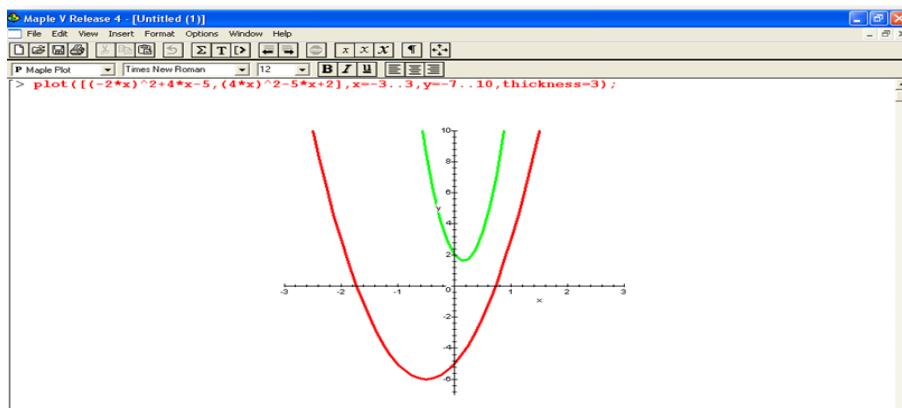 Maple V Release 4 - [Untitled (1)]
File Edit View Insert Format Options Window Help
Σ T [> x x x ¶
P Maple Plot Times New Roman 12 B I U
> plot([(-2*x)^2+4*x-5,(4*x)^2-5*x+2],x=-3..3,y=-7..10,thickness=3);
10
8
6
y
4
2
-3 -2 -1 0 1 2 3
x
-2
-4
-6